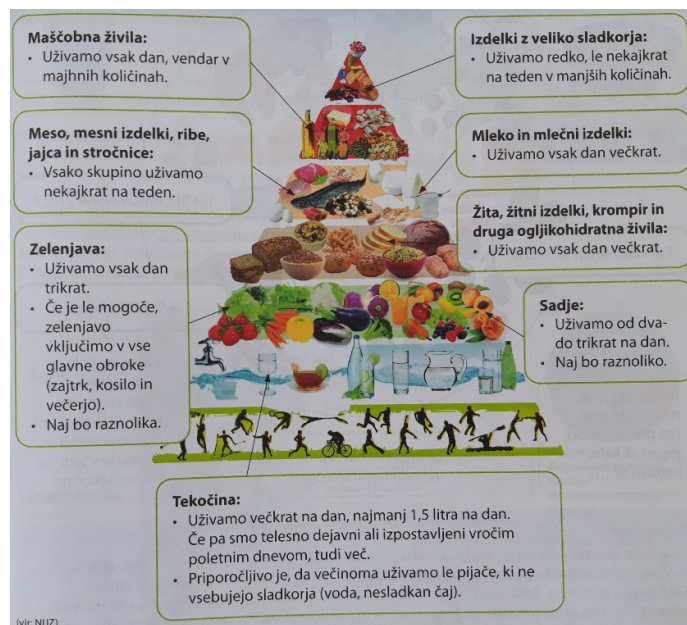 Maščobna živila:
• Uživamo vsak dan, vendar v
majhnih količinah.
Izdelki z veliko sladkorja:
• Uživamo redko, le nekajkrat
na teden v manjših količinah.
Meso, mesni izdelki, ribe,
jajca in stročnice:
• Vsako skupino uživamo
nekajkrat na teden.
Mleko in mlečni izdelki:
• Uživamo vsak dan večkrat.
Žita, žitni izdelki, krompir in
druga ogljikohidratna živila:
• Uživamo vsak dan večkrat.
Zelenjava:
• Uživamo vsak dan
trikrat.
• Če je le mogoče,
zelenjavo
vključimo v vse
glavne obroke
(zajtrk, kosilo in
večerjo).
• Naj bo raznolika.
Sadje:
• Uživamo od dva-
do trikrat na dan.
• Naj bo raznoliko.
Tekočina:
• Uživamo večkrat na dan, najmanj 1,5 litra na dan.
Če pa smo telesno dejavni ali izpostavljeni vročim
poletnim dnevom, tudi več.
• Priporočljivo je, da večinoma uživamo le pijače, ki ne
vsebujejo sladkorja (voda, nesladkan čaj).
(vir: NIJZ)